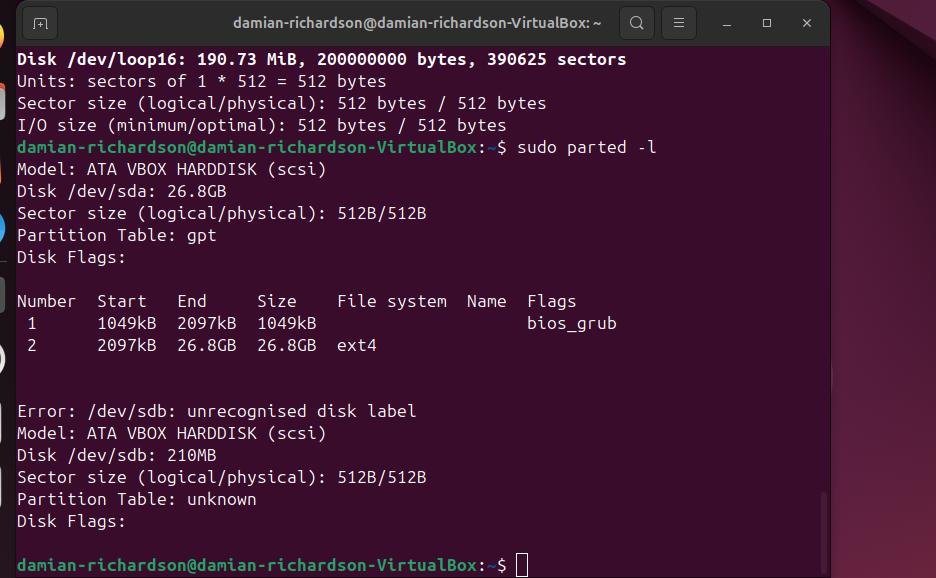 damian-richardson@damian-richardson-VirtualBox: ~
Disk /dev/loop16: 190.73 MiB, 200000000 bytes, 390625 sectors
Units: sectors of 1 * 512 = 512 bytes
Sector size (logical/physical): 512 bytes / 512 bytes
I/O size (minimum/optimal): 512 bytes / 512 bytes
damian-richardson@damian-richardson-VirtualBox:~$ sudo parted -l
Model: ATA VBOX HARDDISK (scsi)
Disk /dev/sda: 26.8GB
Sector size (logical/physical): 512B/512B
Partition Table: gpt
Disk Flags:
Number  Start   End     Size    File system  Name  Flags
 1      1049kB  2097kB  1049kB                     bios_grub
 2      2097kB  26.8GB  26.8GB  ext4
Error: /dev/sdb: unrecognised disk label
Model: ATA VBOX HARDDISK (scsi)
Disk /dev/sdb: 210MB
Sector size (logical/physical): 512B/512B
Partition Table: unknown
Disk Flags:
damian-richardson@damian-richardson-VirtualBox:~$